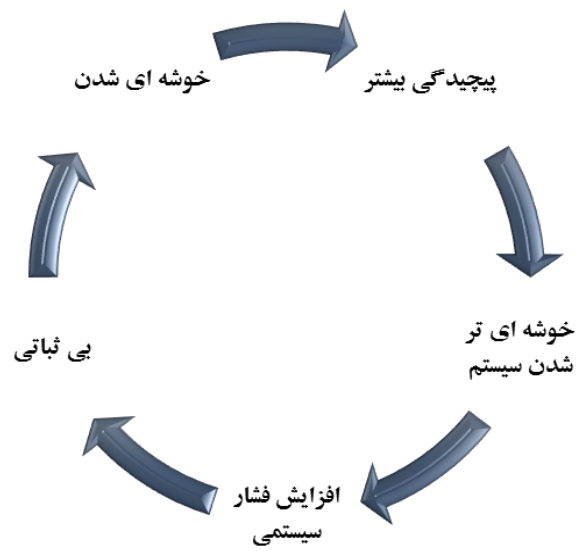 پیچیدگی بیشتر
خوشه ای تر
شدن سیستم
افزایش فشار
سیستمی
بی ثباتی
خوشه ای شدن